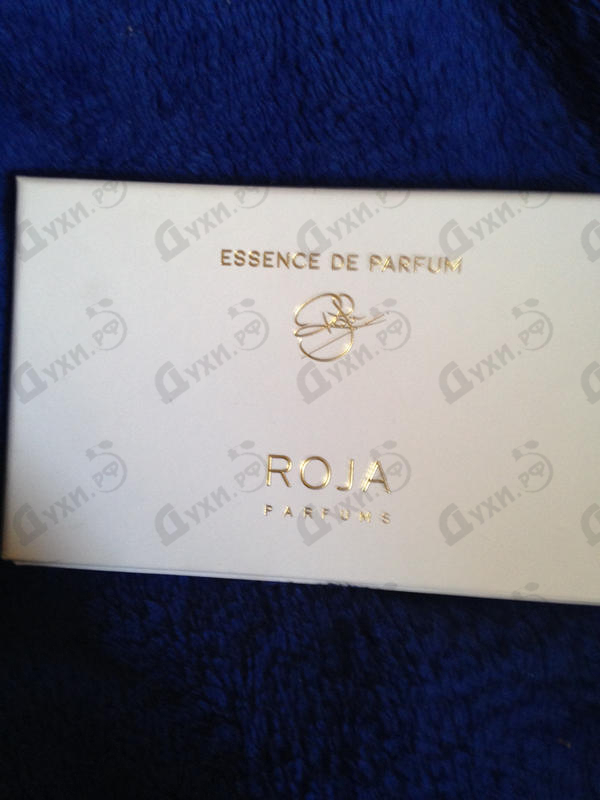 ESSENCE DE PARFUM
ROJA
PARFUMS
Духи.рф